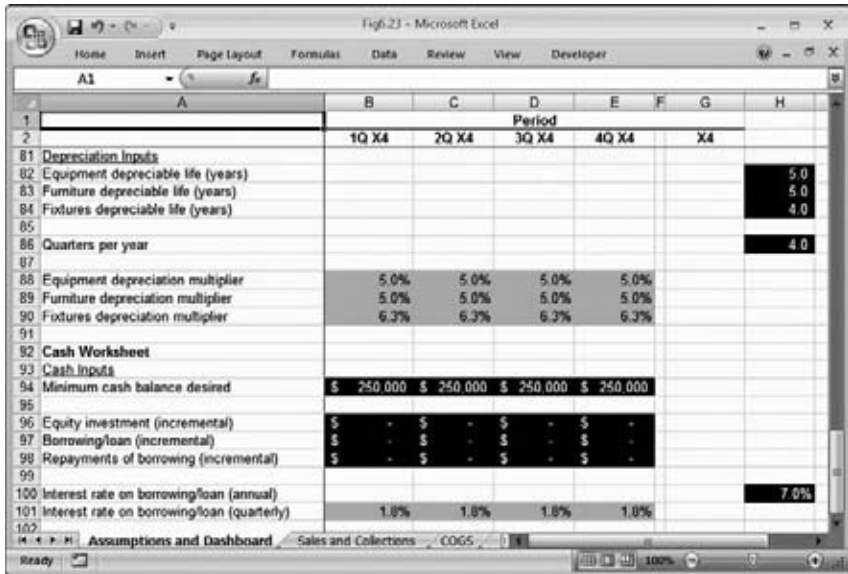 Fig6.23 - Microsoft Excel
Home Insert Page Layout Formulas Data Review View Developer
A1 fx
A B C D E F G H
1 Period
2 1Q X4 2Q X4 3Q X4 4Q X4 X4
81 Depreciation Inputs
82 Equipment depreciable life (years) 5.0
83 Furniture depreciable life (years) 5.0
84 Fixtures depreciable life (years) 4.0
85
86 Quarters per year 4.0
87
88 Equipment depreciation multiplier 5.0% 5.0% 5.0% 5.0%
89 Furniture depreciation multiplier 5.0% 5.0% 5.0% 5.0%
90 Fixtures depreciation multiplier 6.3% 6.3% 6.3% 6.3%
91
92 Cash Worksheet
93 Cash Inputs
94 Minimum cash balance desired $ 250,000 $ 250,000 $ 250,000 $ 250,000
95
96 Equity investment (incremental) $ - $ - $ - $ -
97 Borrowing/loan (incremental) $ - $ - $ - $ -
98 Repayments of borrowing (incremental) $ - $ - $ - $ -
99
100 Interest rate on borrowing/loan (annual) 7.0%
101 Interest rate on borrowing/loan (quarterly) 1.8% 1.8% 1.8% 1.8%
102
Assumptions and Dashboard Sales and Collections COGS
Ready 100%